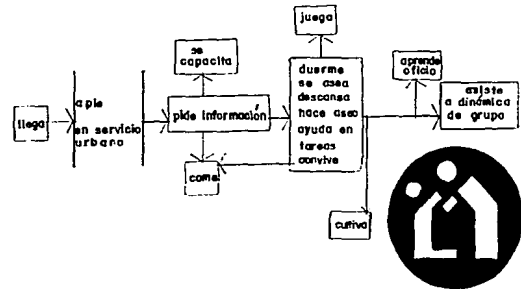 llega
a pie
en servicio
urbano
se
capacita
pide información
come
juega
duerme
se asea
descansa
hace aseo
ayuda en
tareas
convive
cultiva
aprende
oficio
asiste
a dinámica
de grupo